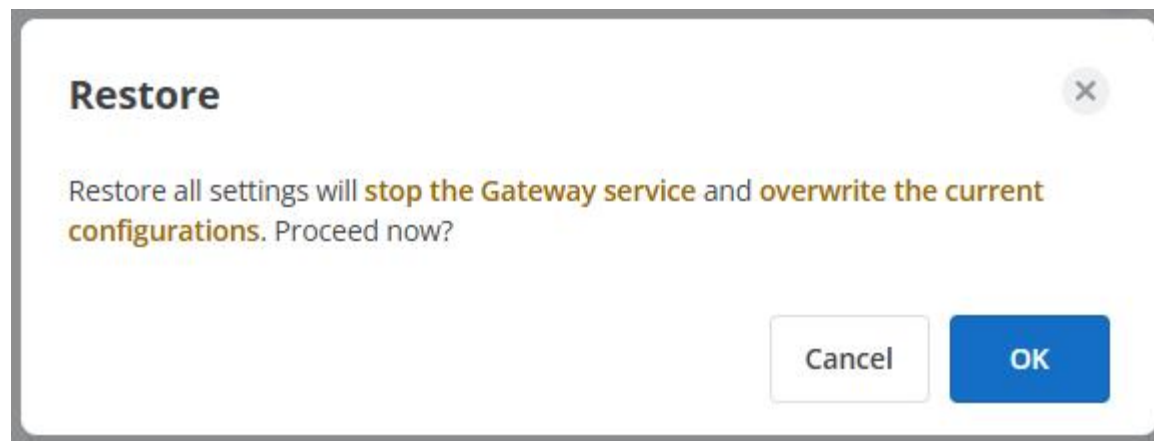 Restore
Restore all settings will stop the Gateway service and overwrite the current
configurations. Proceed now?
Cancel
OK